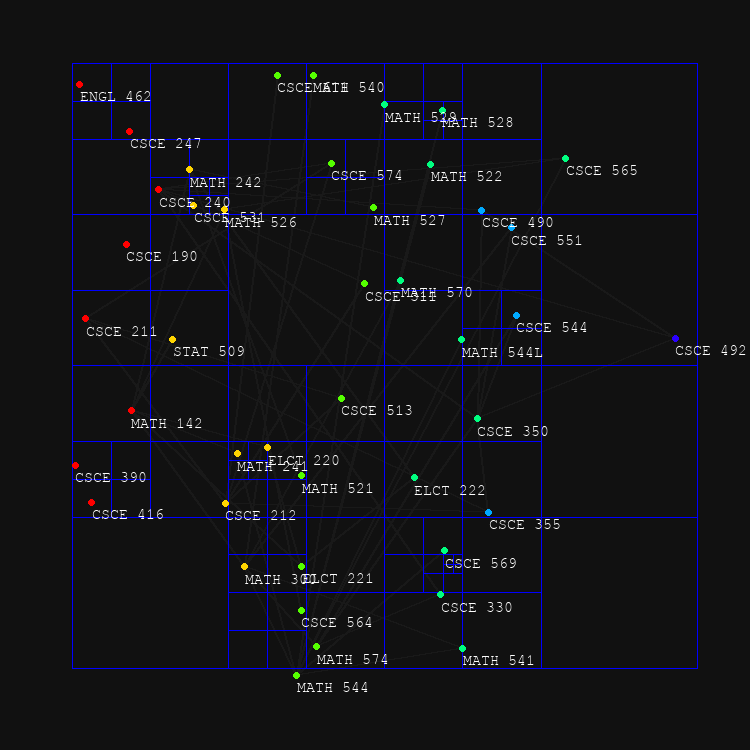 CSCE 611
MATH 540
ENGL 462
MATH 529
MATH 528
CSCE 247
CSCE 574
MATH 522
CSCE 565
MATH 242
CSCE 240
CSCE 531
MATH 526
MATH 527
CSCE 490
CSCE 551
CSCE 190
CSCE 311
MATH 570
CSCE 211
CSCE 544
STAT 509
MATH 544L
CSCE 492
CSCE 513
MATH 142
CSCE 350
MATH 241
ELCT 220
CSCE 390
MATH 521
ELCT 222
CSCE 416
CSCE 212
CSCE 355
CSCE 569
MATH 300
ELCT 221
CSCE 330
CSCE 564
MATH 574
MATH 541
MATH 544